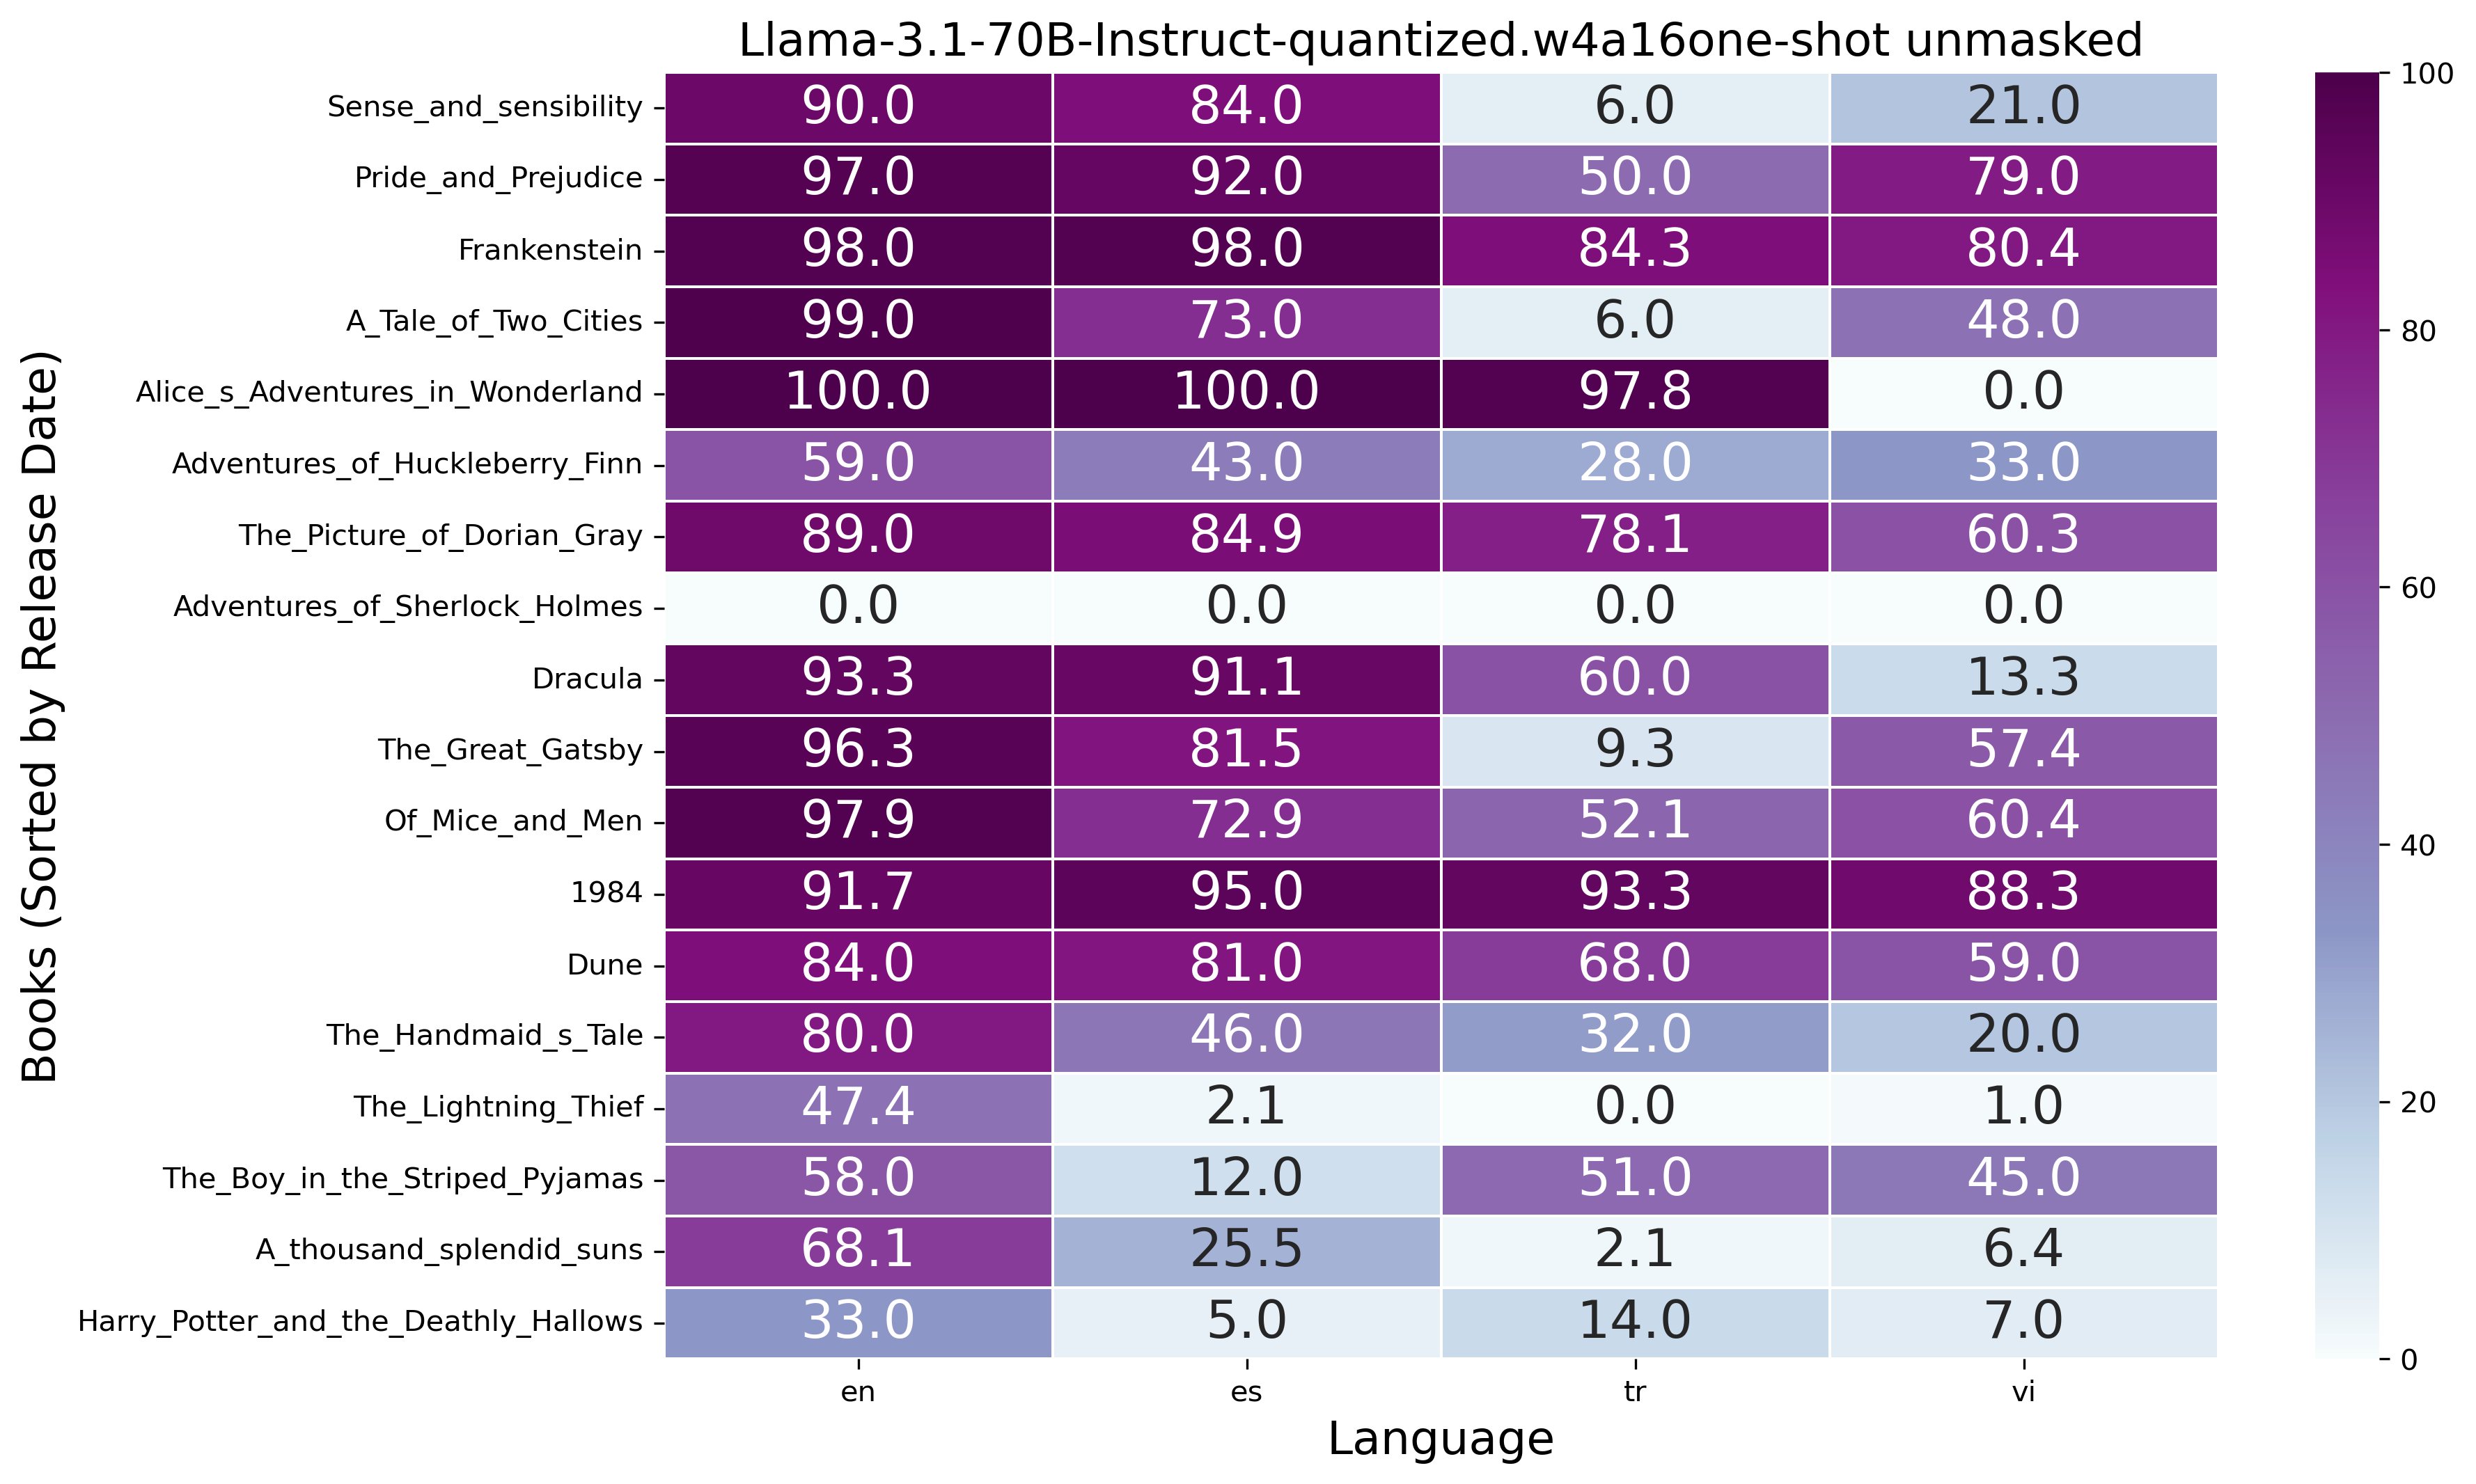 Llama-3.1-70B-Instruct-quantized.w4a16one-shot unmasked
Books (Sorted by Release Date)
Sense_and_sensibility 90.0 84.0 6.0 21.0
Pride_and_Prejudice 97.0 92.0 50.0 79.0
Frankenstein 98.0 98.0 84.3 80.4
A_Tale_of_Two_Cities 99.0 73.0 6.0 48.0
Alice_s_Adventures_in_Wonderland 100.0 100.0 97.8 0.0
Adventures_of_Huckleberry_Finn 59.0 43.0 28.0 33.0
The_Picture_of_Dorian_Gray 89.0 84.9 78.1 60.3
Adventures_of_Sherlock_Holmes 0.0 0.0 0.0 0.0
Dracula 93.3 91.1 60.0 13.3
The_Great_Gatsby 96.3 81.5 9.3 57.4
Of_Mice_and_Men 97.9 72.9 52.1 60.4
1984 91.7 95.0 93.3 88.3
Dune 84.0 81.0 68.0 59.0
The_Handmaid_s_Tale 80.0 46.0 32.0 20.0
The_Lightning_Thief 47.4 2.1 0.0 1.0
The_Boy_in_the_Striped_Pyjamas 58.0 12.0 51.0 45.0
A_thousand_splendid_suns 68.1 25.5 2.1 6.4
Harry_Potter_and_the_Deathly_Hallows 33.0 5.0 14.0 7.0
en es tr vi
Language
100
80
60
40
20
0